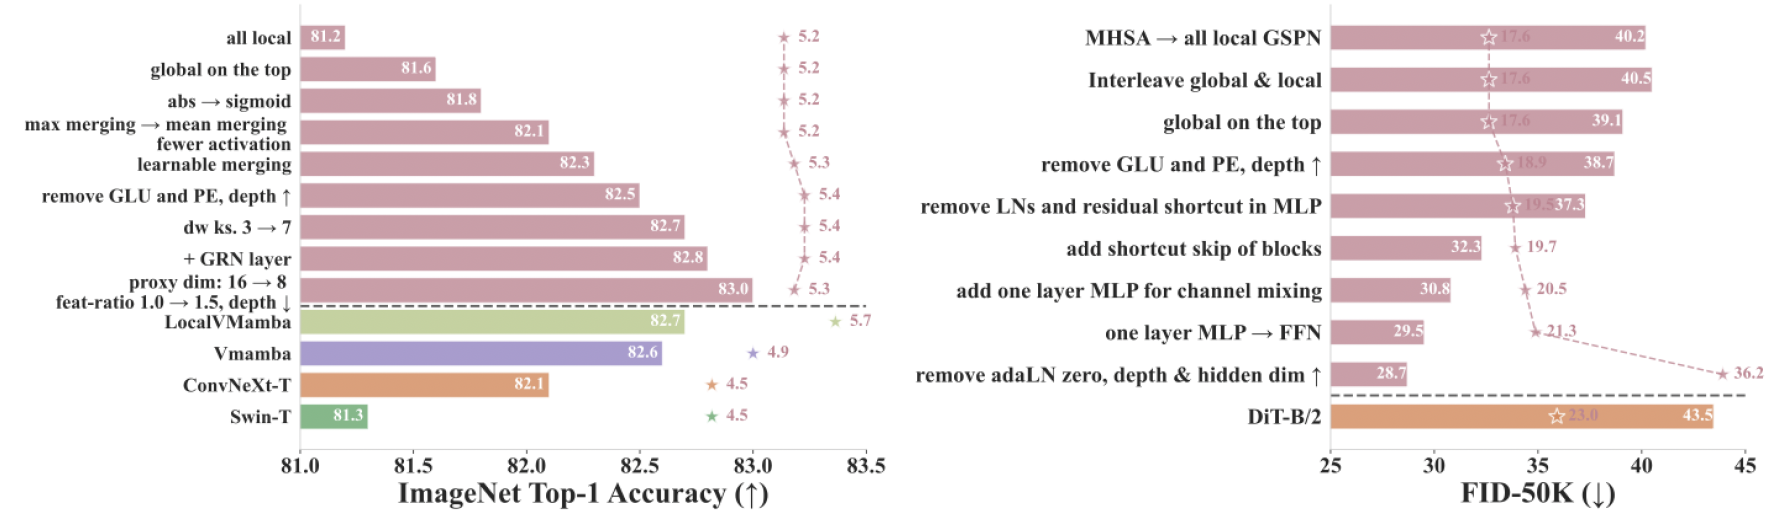 all local 81.2 ★ 5.2
global on the top 81.6 ★ 5.2
abs → sigmoid 81.8 ★ 5.2
max merging → mean merging
fewer activation 82.1 ★ 5.2
learnable merging 82.3 ★ 5.3
remove GLU and PE, depth ↑ 82.5 ★ 5.4
dw ks. 3 → 7 82.7 ★ 5.4
+ GRN layer 82.8 ★ 5.4
proxy dim: 16 → 8
feat-ratio 1.0 → 1.5, depth ↓ 83.0 ★ 5.3
LocalVMamba 82.7 ★ 5.7
Vmamba 82.6 ★ 4.9
ConvNeXt-T 82.1 ★ 4.5
Swin-T 81.3 ★ 4.5
81.0 81.5 82.0 82.5 83.0 83.5
ImageNet Top-1 Accuracy (↑)
MHSA → all local GSPN ☆ 17.6 40.2
Interleave global & local ☆ 17.6 40.5
global on the top ☆ 17.6 39.1
remove GLU and PE, depth ↑ ☆ 18.9 38.7
remove LNs and residual shortcut in MLP ☆ 19.5 37.3
add shortcut skip of blocks 32.3 ★ 19.7
add one layer MLP for channel mixing 30.8 ★ 20.5
one layer MLP → FFN 29.5 ★ 21.3
remove adaLN zero, depth & hidden dim ↑ 28.7 ★ 36.2
DiT-B/2 ☆ 23.0 43.5
25 30 35 40 45
FID-50K (↓)